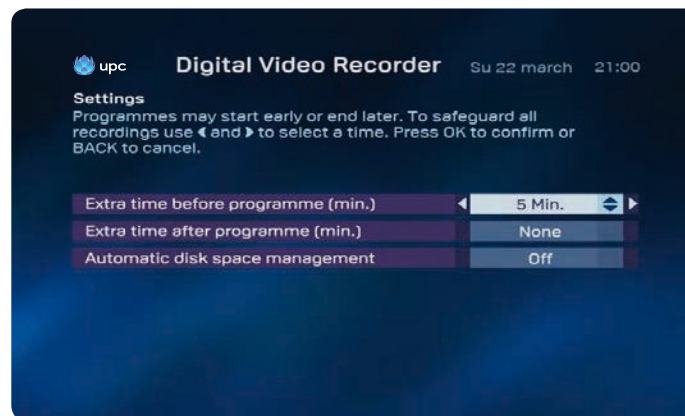 upc Digital Video Recorder Su 22 march 21:00
Settings
Programmes may start early or end later. To safeguard all
recordings use ◀ and ▶ to select a time. Press OK to confirm or
BACK to cancel.
Extra time before programme (min.) 5 Min.
Extra time after programme (min.) None
Automatic disk space management Off